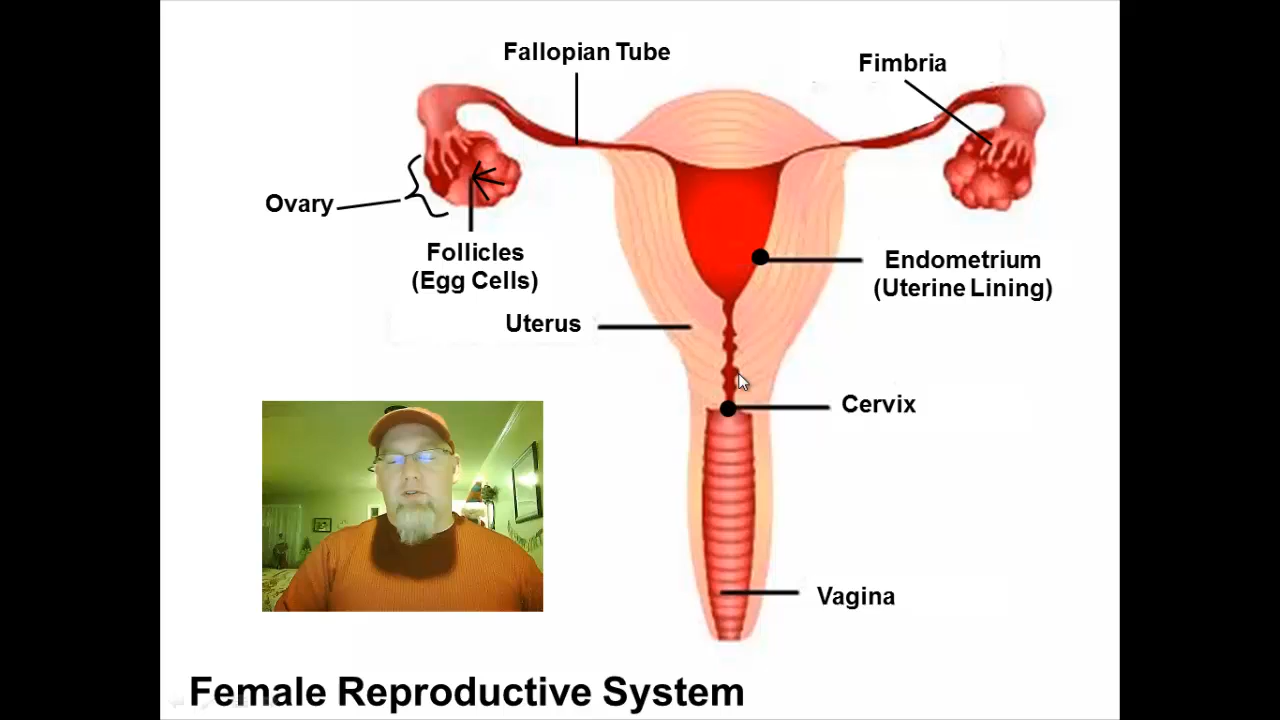 Fallopian Tube
Fimbria
Ovary
Follicles
(Egg Cells)
Endometrium
(Uterine Lining)
Uterus
Cervix
Vagina
Female Reproductive System